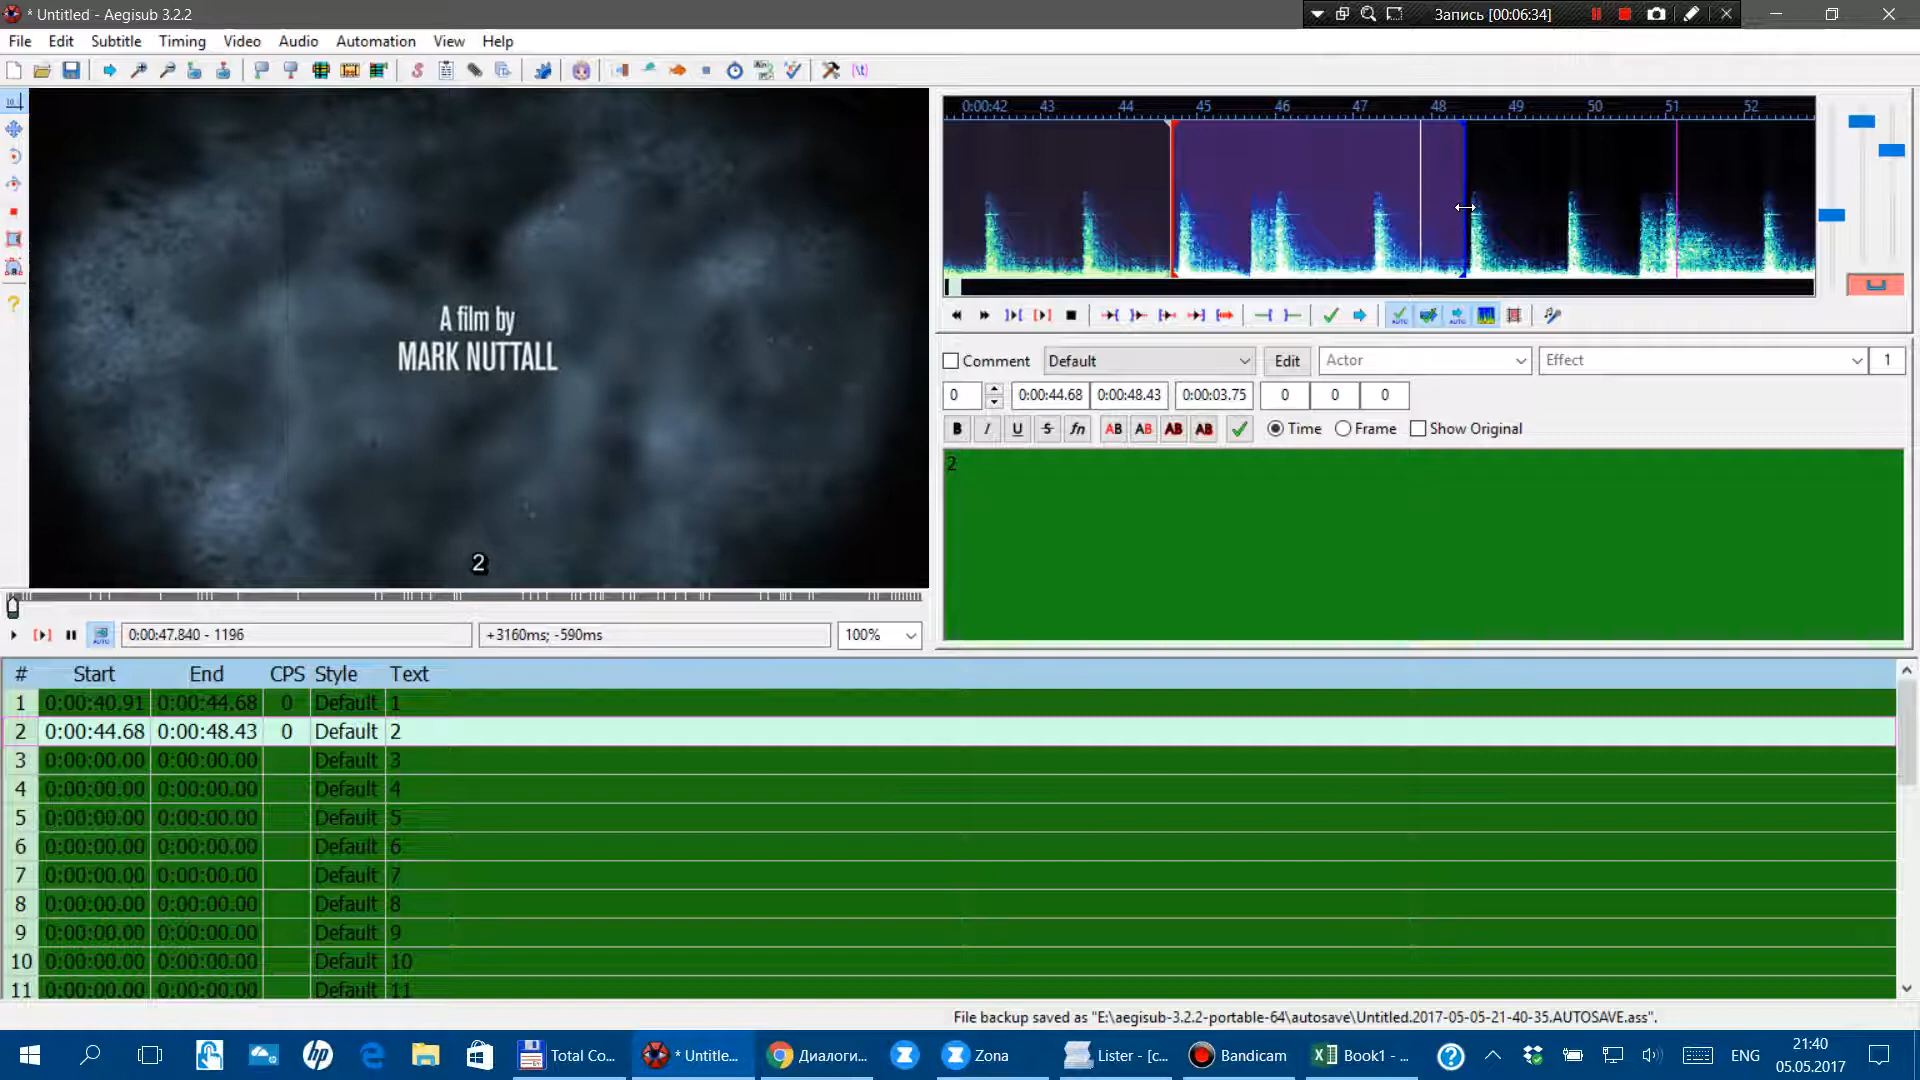 * Untitled - Aegisub 3.2.2
Запись [00:06:34]
File Edit Subtitle Timing Video Audio Automation View Help
0:00:42 43 44 45 46 47 48 49 50 51 52
A film by
MARK NUTTALL
2
Comment Default Edit Actor Effect 1
0 0:00:44.68 0:00:48.43 0:00:03.75 0 0 0
B I U S fn AB AB AB AB Time Frame Show Original
2
0:00:47.840 - 1196 +3160ms; -590ms 100%
# Start End CPS Style Text
1 0:00:40.91 0:00:44.68 0 Default 1
2 0:00:44.68 0:00:48.43 0 Default 2
3 0:00:00.00 0:00:00.00 Default 3
4 0:00:00.00 0:00:00.00 Default 4
5 0:00:00.00 0:00:00.00 Default 5
6 0:00:00.00 0:00:00.00 Default 6
7 0:00:00.00 0:00:00.00 Default 7
8 0:00:00.00 0:00:00.00 Default 8
9 0:00:00.00 0:00:00.00 Default 9
10 0:00:00.00 0:00:00.00 Default 10
11 0:00:00.00 0:00:00.00 Default 11
File backup saved as "E:\aegisub-3.2.2-portable-64\autosave\Untitled.2017-05-05-21-40-35.AUTOSAVE.ass".
Total Co... * Untitle... Диалоги... Zona Lister - [c... Bandicam Book1 - ... ENG 21:40
05.05.2017